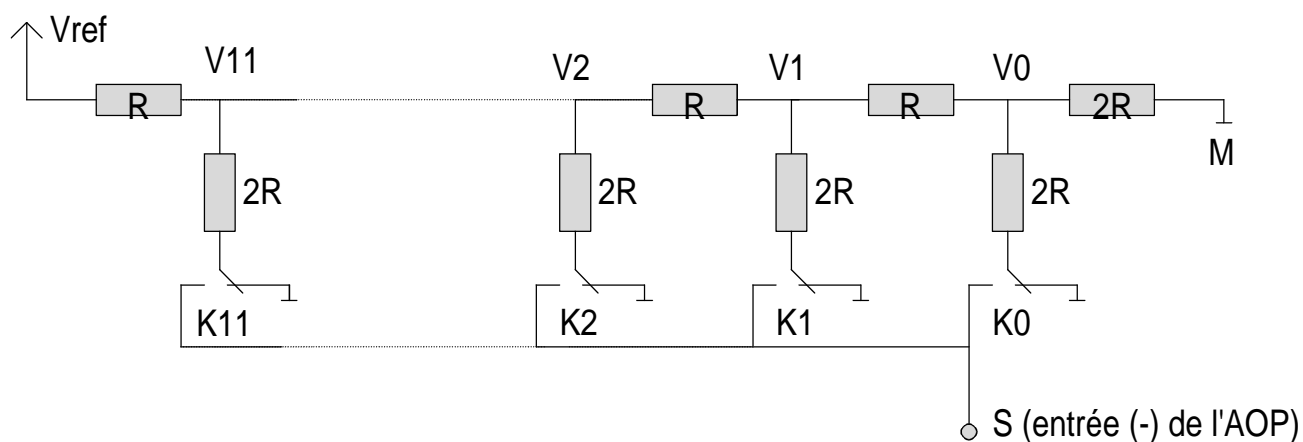 Vref
V11 V2 V1 V0
R R R 2R
M
2R 2R 2R 2R
K11 K2 K1 K0
S (entrée (-) de l'AOP)